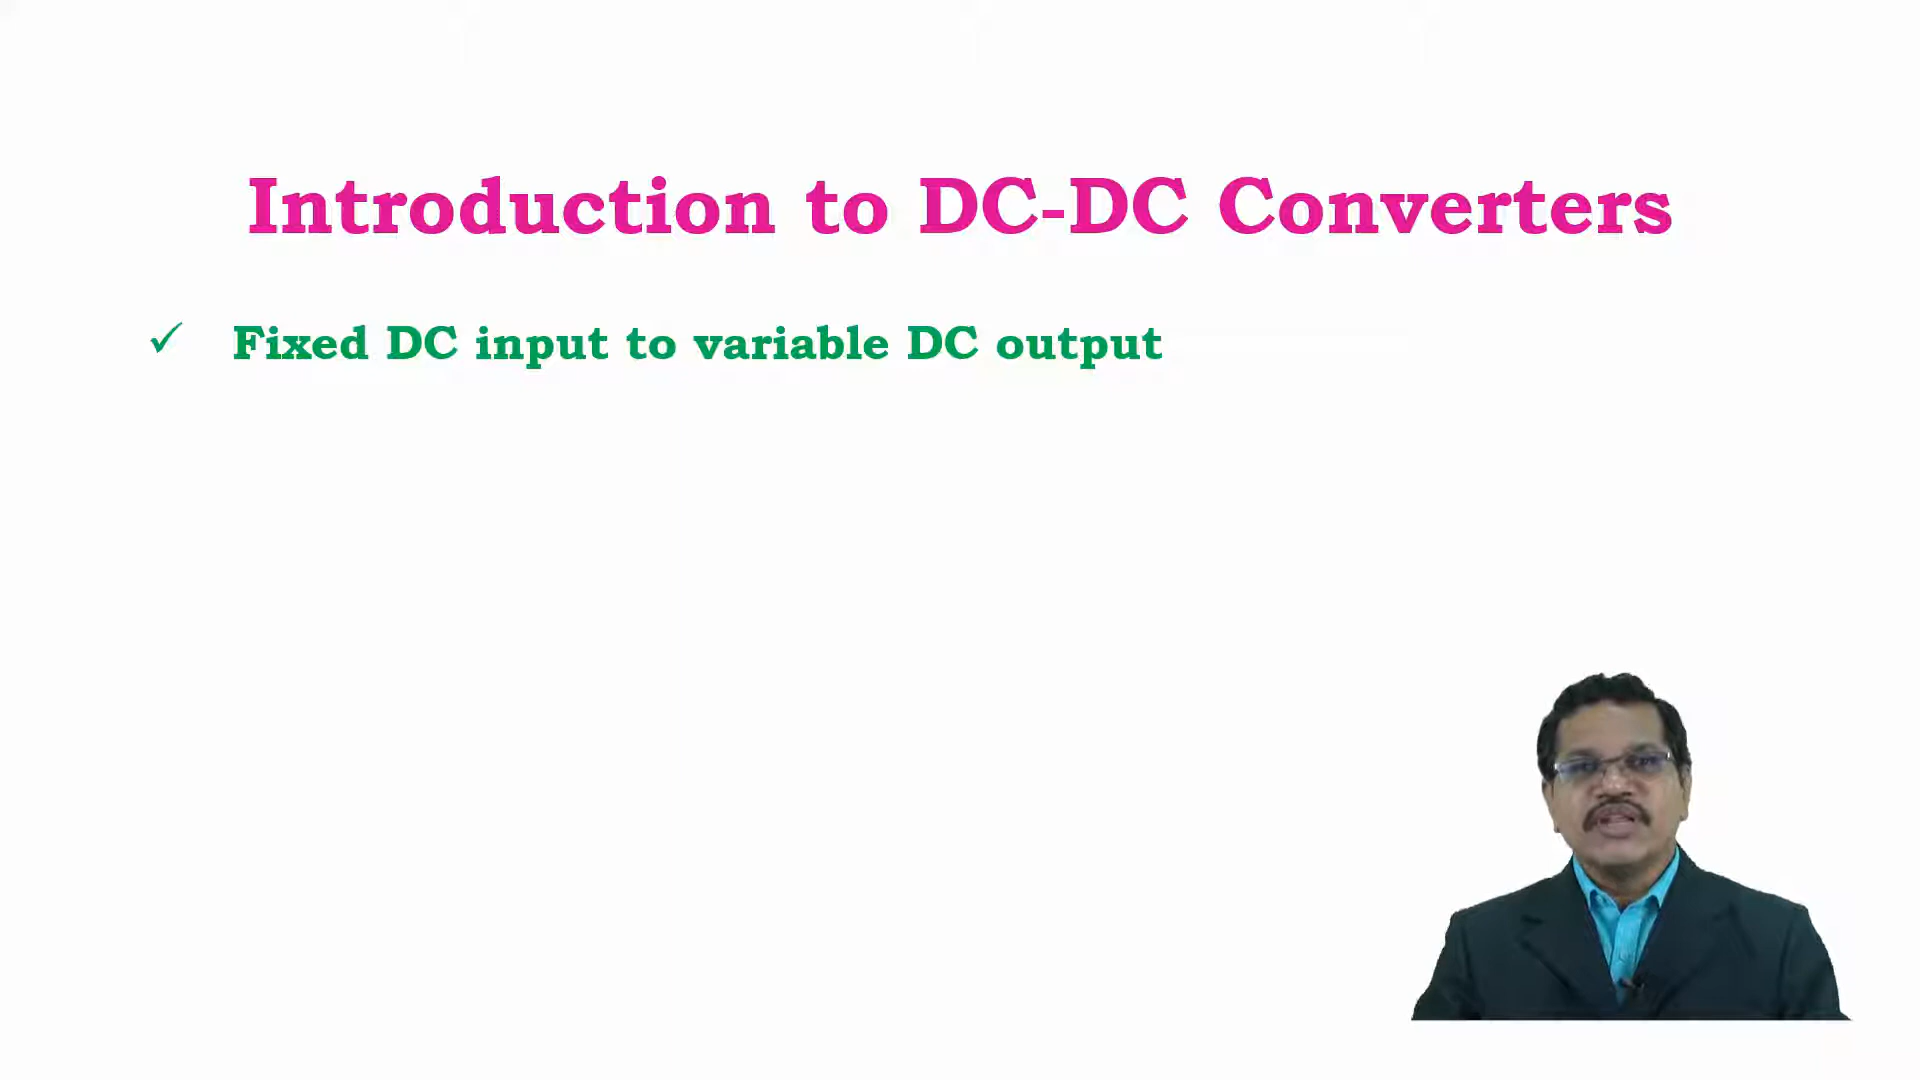 Introduction to DC-DC Converters
✓ Fixed DC input to variable DC output